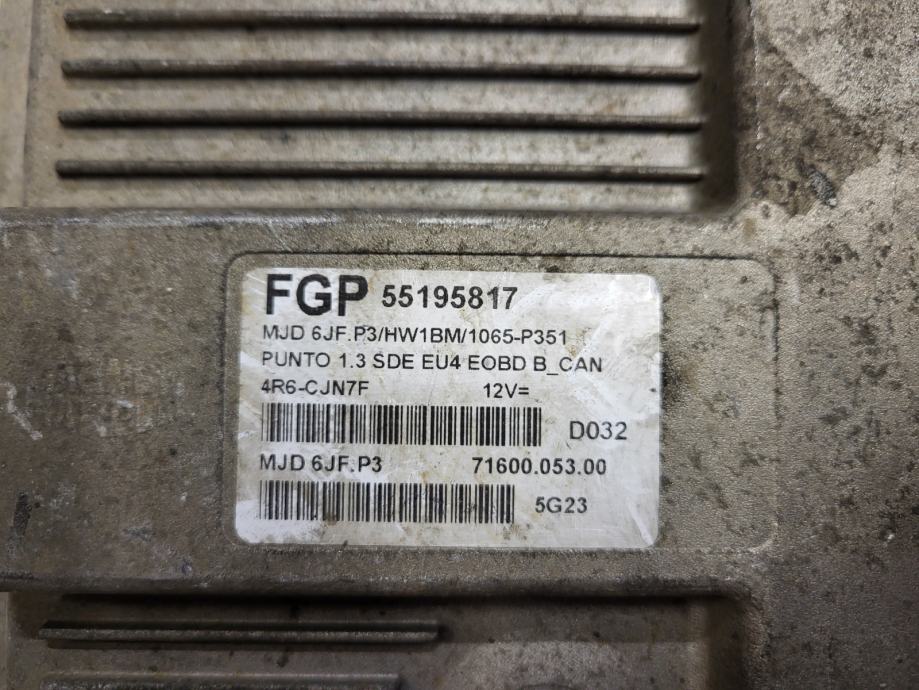 FGP 55195817
MJD 6JF.P3/HW1BM/1065-P351
PUNTO 1.3 SDE EU4 EOBD B_CAN
4R6-CJN7F 12V=
D032
MJD 6JF.P3 71600.053.00
5G23